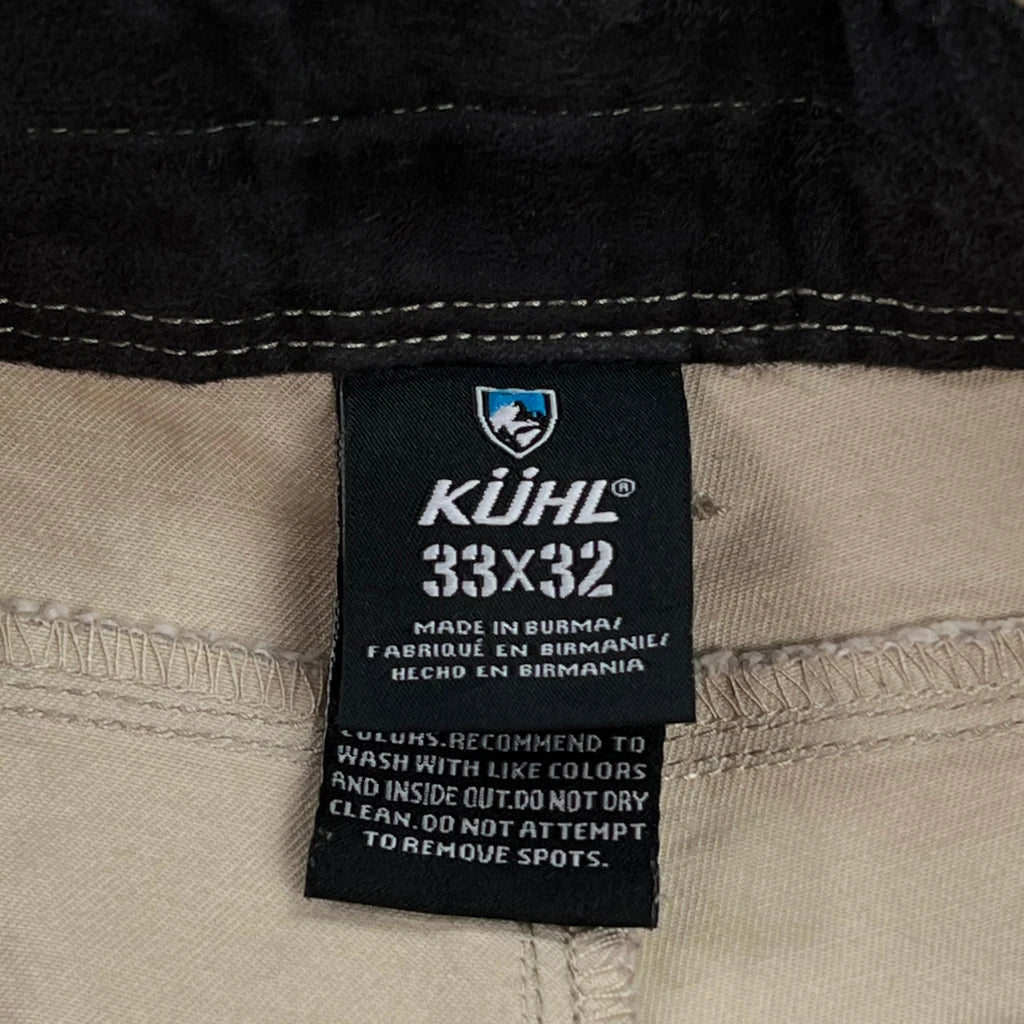 KÜHL®
33X32
MADE IN BURMA/
FABRIQUÉ EN BIRMANIE/
HECHO EN BIRMANIA
COLORS.RECOMMEND TO
WASH WITH LIKE COLORS
AND INSIDE OUT.DO NOT DRY
CLEAN.DO NOT ATTEMPT
TO REMOVE SPOTS.